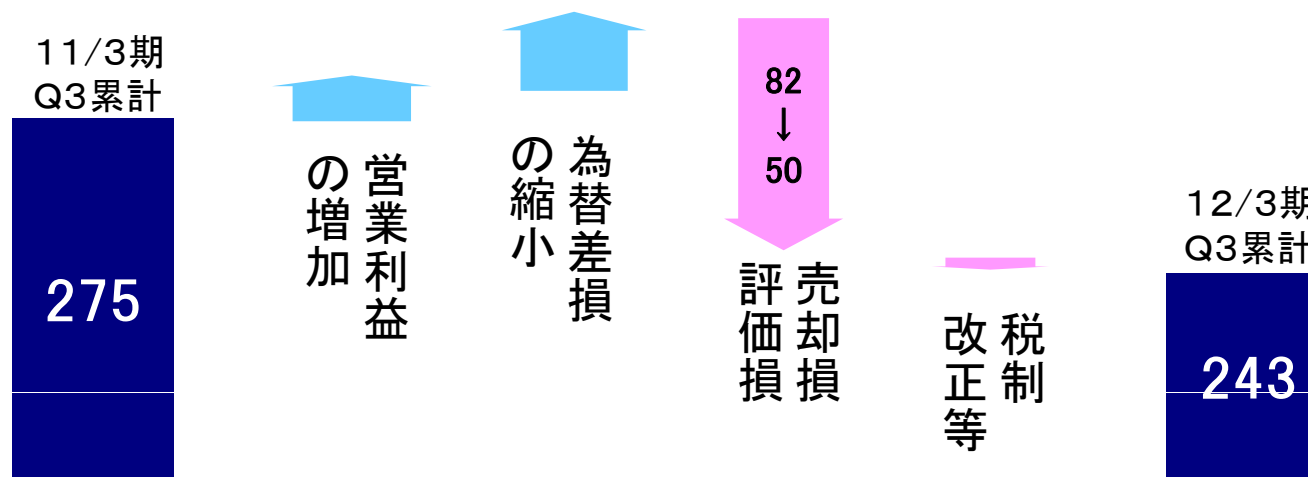 11/3期
Q3累計
275
営業利益
の増加
為替差損
の縮小
82
↓
50
売却損
評価損
税制
改正等
12/3期
Q3累計
243